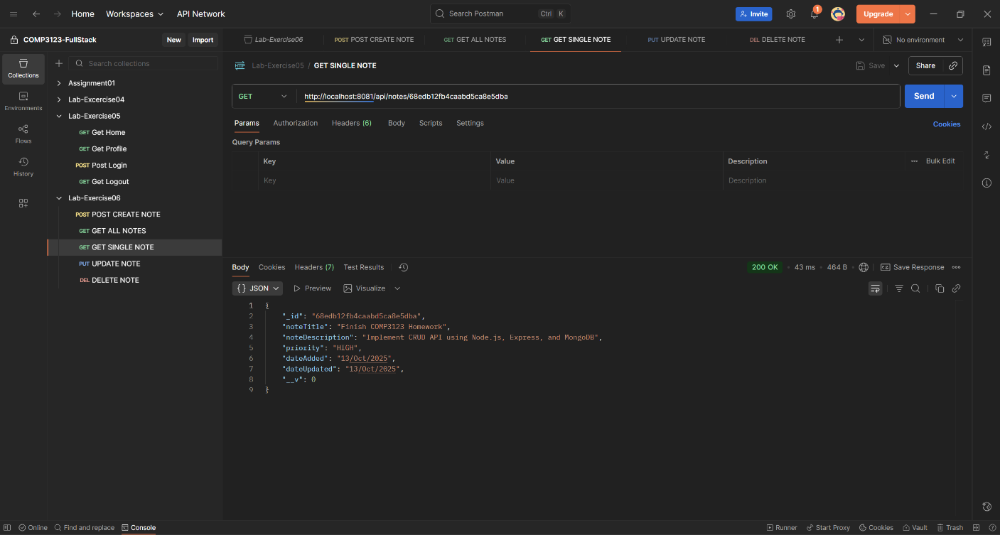 Home Workspaces API Network Search Postman Ctrl K Invite 1 Upgrade
COMP3123-FullStack New Import Lab-Exercise06 POST POST CREATE NOTE GET GET ALL NOTES GET GET SINGLE NOTE PUT UPDATE NOTE DEL DELETE NOTE No environment
Collections
Environments
Flows
History
Search collections
Assignment01
Lab-Excercise04
Lab-Exercise05
GET Get Home
GET Get Profile
POST Post Login
GET Get Logout
Lab-Exercise06
POST POST CREATE NOTE
GET GET ALL NOTES
GET GET SINGLE NOTE
PUT UPDATE NOTE
DEL DELETE NOTE
HTTP Lab-Exercise05 / GET SINGLE NOTE Save Share
GET http://localhost:8081/api/notes/68edb12fb4caabd5ca8e5dba Send
Params Authorization Headers (6) Body Scripts Settings Cookies
Query Params
Key Value Description Bulk Edit
Key Value Description
Body Cookies Headers (7) Test Results 200 OK 43 ms 464 B Save Response
{} JSON Preview Visualize
1 {
2 "_id": "68edb12fb4caabd5ca8e5dba",
3 "noteTitle": "Finish COMP3123 Homework",
4 "noteDescription": "Implement CRUD API using Node.js, Express, and MongoDB",
5 "priority": "HIGH",
6 "dateAdded": "13/Oct/2025",
7 "dateUpdated": "13/Oct/2025",
8 "__v": 0
9 }
Online Find and replace Console Runner Start Proxy Cookies Vault Trash